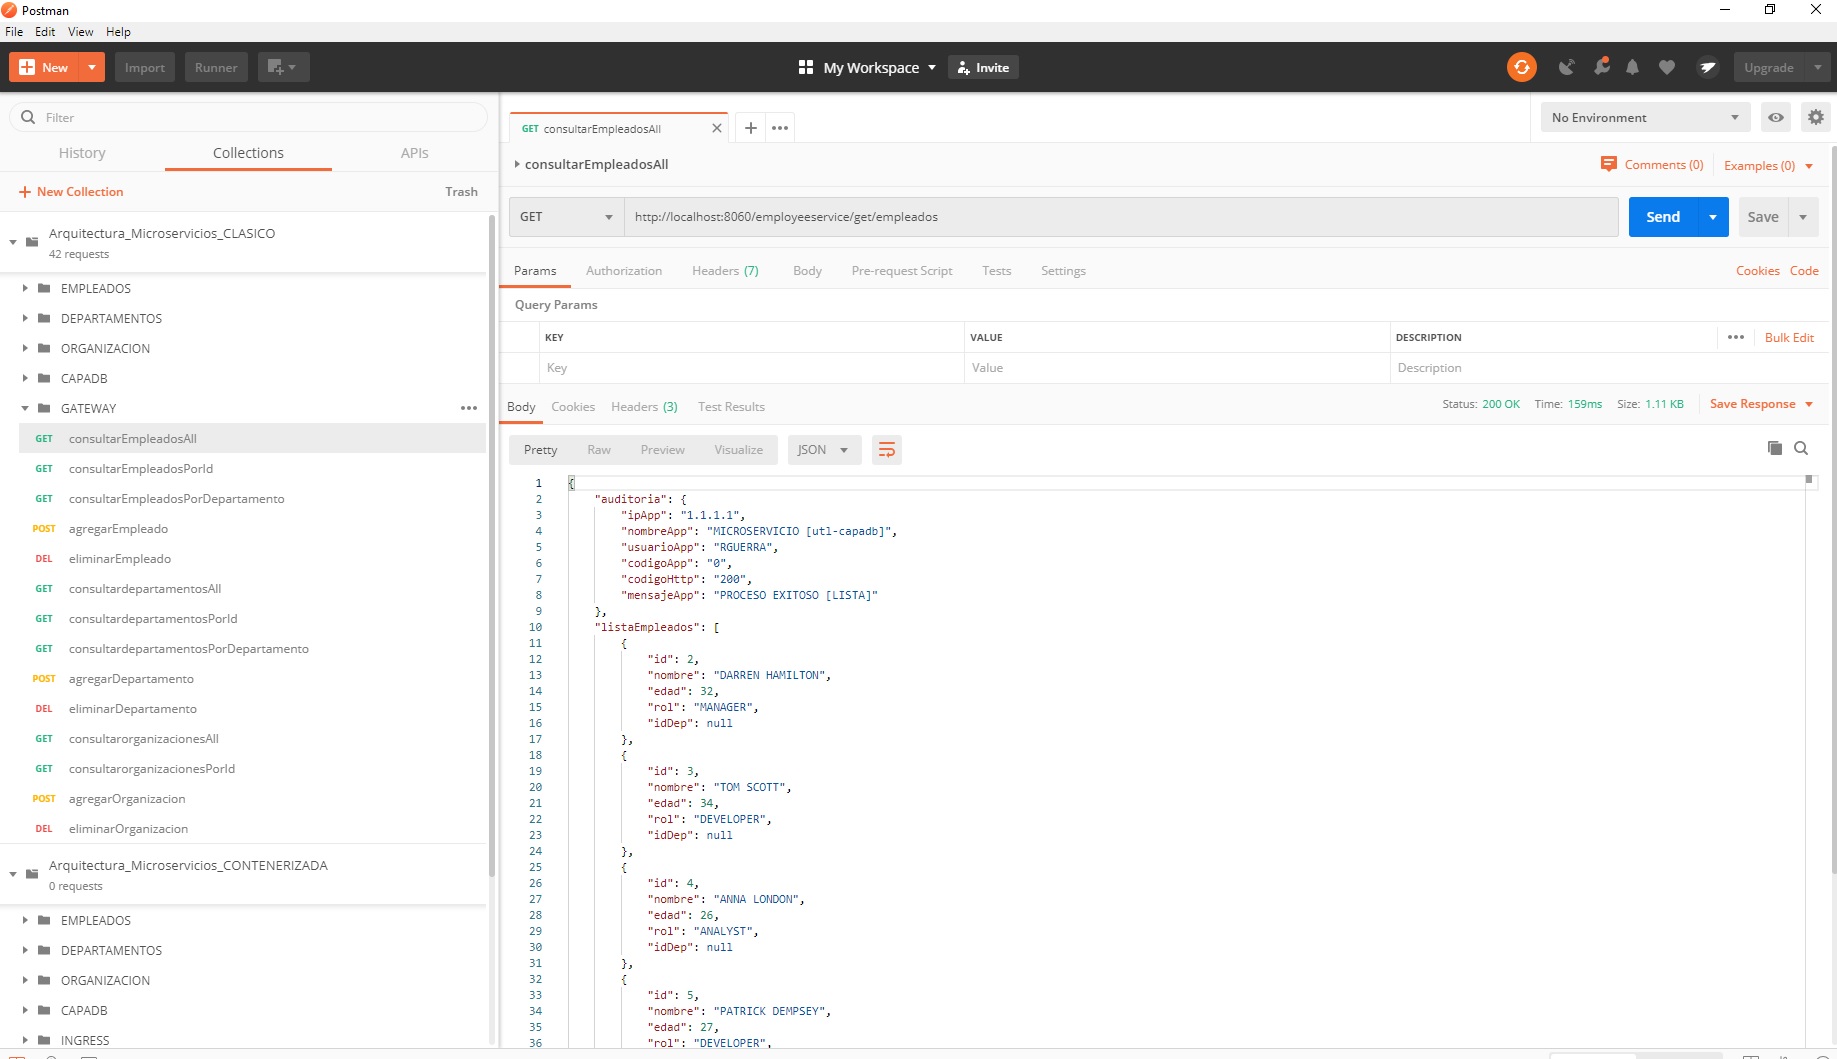 Postman
File Edit View Help
New Import Runner My Workspace Invite Upgrade
Filter
History Collections APIs
New Collection Trash
Arquitectura_Microservicios_CLASICO
42 requests
EMPLEADOS
DEPARTAMENTOS
ORGANIZACION
CAPADB
GATEWAY
GET consultarEmpleadosAll
GET consultarEmpleadosPorId
GET consultarEmpleadosPorDepartamento
POST agregarEmpleado
DEL eliminarEmpleado
GET consultardepartamentosAll
GET consultardepartamentosPorId
GET consultardepartamentosPorDepartamento
POST agregarDepartamento
DEL eliminarDepartamento
GET consultarorganizacionesAll
GET consultarorganizacionesPorId
POST agregarOrganizacion
DEL eliminarOrganizacion
Arquitectura_Microservicios_CONTENERIZADA
0 requests
EMPLEADOS
DEPARTAMENTOS
ORGANIZACION
CAPADB
INGRESS
GET consultarEmpleadosAll
No Environment
consultarEmpleadosAll
Comments (0) Examples (0)
GET http://localhost:8060/employeeservice/get/empleados Send Save
Params Authorization Headers (7) Body Pre-request Script Tests Settings Cookies Code
Query Params
KEY VALUE DESCRIPTION Bulk Edit
Key Value Description
Body Cookies Headers (3) Test Results Status: 200 OK Time: 159ms Size: 1.11 KB Save Response
Pretty Raw Preview Visualize JSON
1 {
2 "auditoria": {
3 "ipApp": "1.1.1.1",
4 "nombreApp": "MICROSERVICIO [utl-capadb]",
5 "usuarioApp": "RGUERRA",
6 "codigoApp": "0",
7 "codigoHttp": "200",
8 "mensajeApp": "PROCESO EXITOSO [LISTA]"
9 },
10 "listaEmpleados": [
11 {
12 "id": 2,
13 "nombre": "DARREN HAMILTON",
14 "edad": 32,
15 "rol": "MANAGER",
16 "idDep": null
17 },
18 {
19 "id": 3,
20 "nombre": "TOM SCOTT",
21 "edad": 34,
22 "rol": "DEVELOPER",
23 "idDep": null
24 },
25 {
26 "id": 4,
27 "nombre": "ANNA LONDON",
28 "edad": 26,
29 "rol": "ANALYST",
30 "idDep": null
31 },
32 {
33 "id": 5,
34 "nombre": "PATRICK DEMPSEY",
35 "edad": 27,
36 "rol": "DEVELOPER",